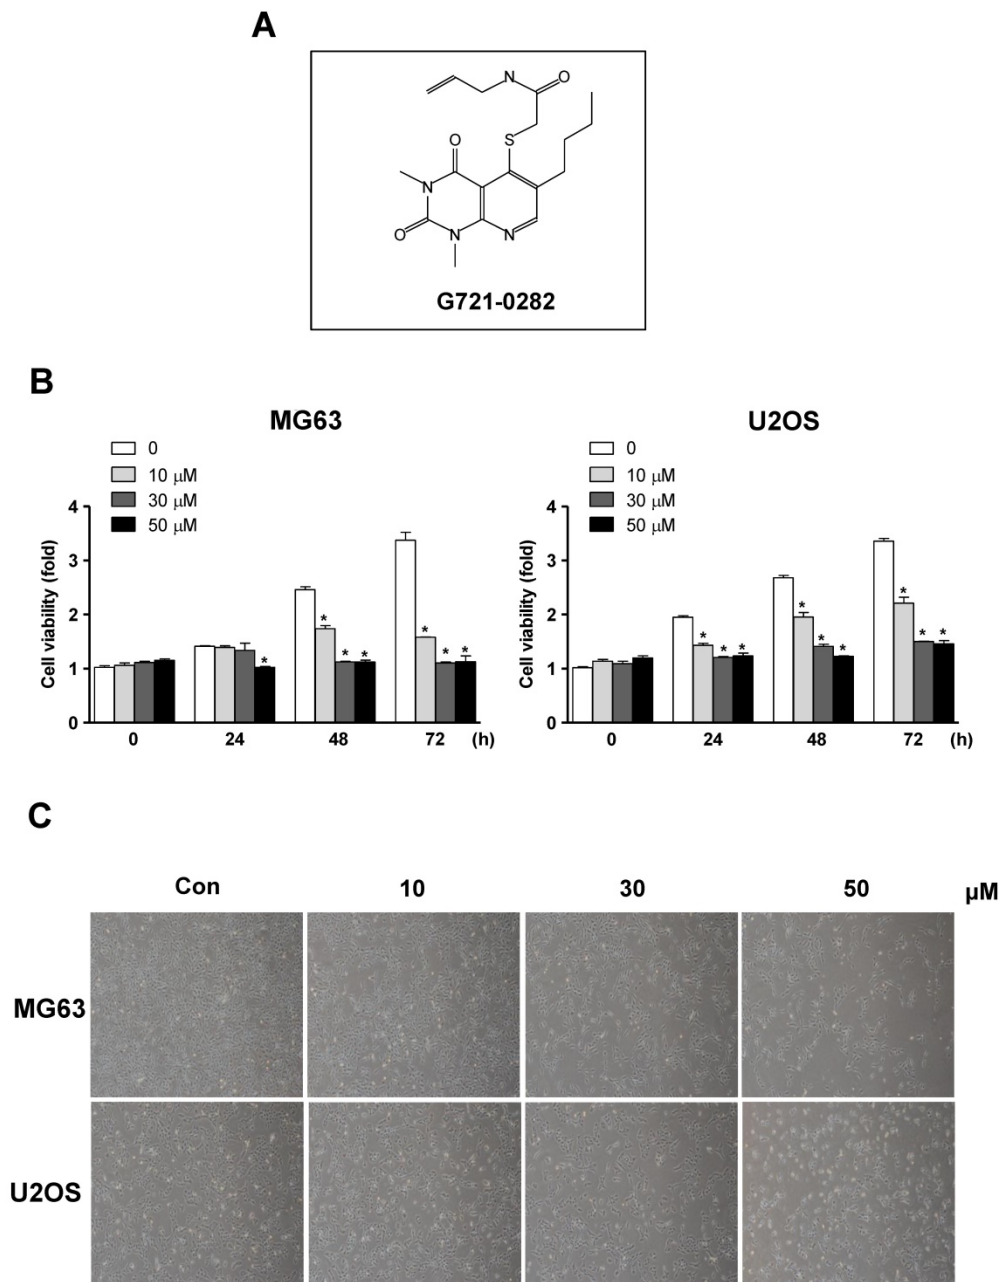 A
N
O
S
O
N
O
N
N
G721-0282
B
MG63
0
10 μM
30 μM
50 μM
Cell viability (fold)
4
3
2
1
0
* * * * * * *
0 24 48 72 (h)
U2OS
0
10 μM
30 μM
50 μM
Cell viability (fold)
4
3
2
1
0
* * * * * * * * *
0 24 48 72 (h)
C
Con 10 30 50 μM
MG63
U2OS